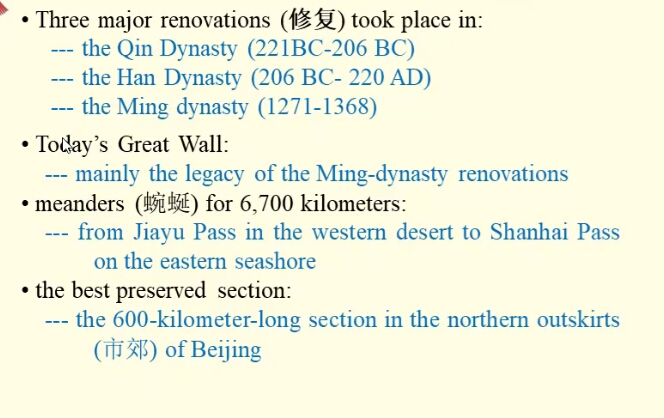 • Three major renovations (修复) took place in:
--- the Qin Dynasty (221BC-206 BC)
--- the Han Dynasty (206 BC- 220 AD)
--- the Ming dynasty (1271-1368)
• Today's Great Wall:
--- mainly the legacy of the Ming-dynasty renovations
• meanders (蜿蜒) for 6,700 kilometers:
--- from Jiayu Pass in the western desert to Shanhai Pass
on the eastern seashore
• the best preserved section:
--- the 600-kilometer-long section in the northern outskirts
(市郊) of Beijing